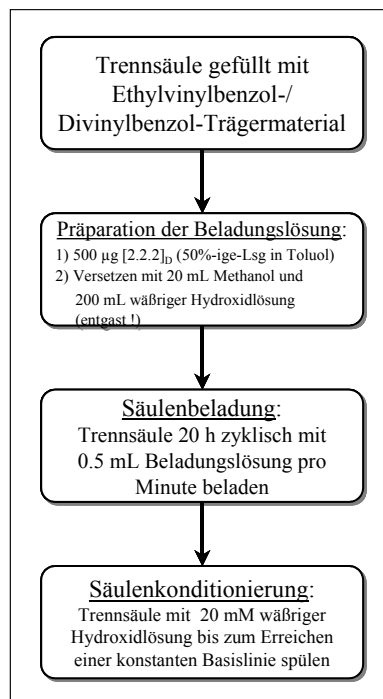 Trennsäule gefüllt mit
Ethylvinylbenzol-/
Divinylbenzol-Trägermaterial
Präparation der Beladungslösung:
1) 500 µg [2.2.2]D (50%-ige-Lsg in Toluol)
2) Versetzen mit 20 mL Methanol und
200 mL wäßriger Hydroxidlösung
(entgast !)
Säulenbeladung:
Trennsäule 20 h zyklisch mit
0.5 mL Beladungslösung pro
Minute beladen
Säulenkonditionierung:
Trennsäule mit 20 mM wäßriger
Hydroxidlösung bis zum Erreichen
einer konstanten Basislinie spülen